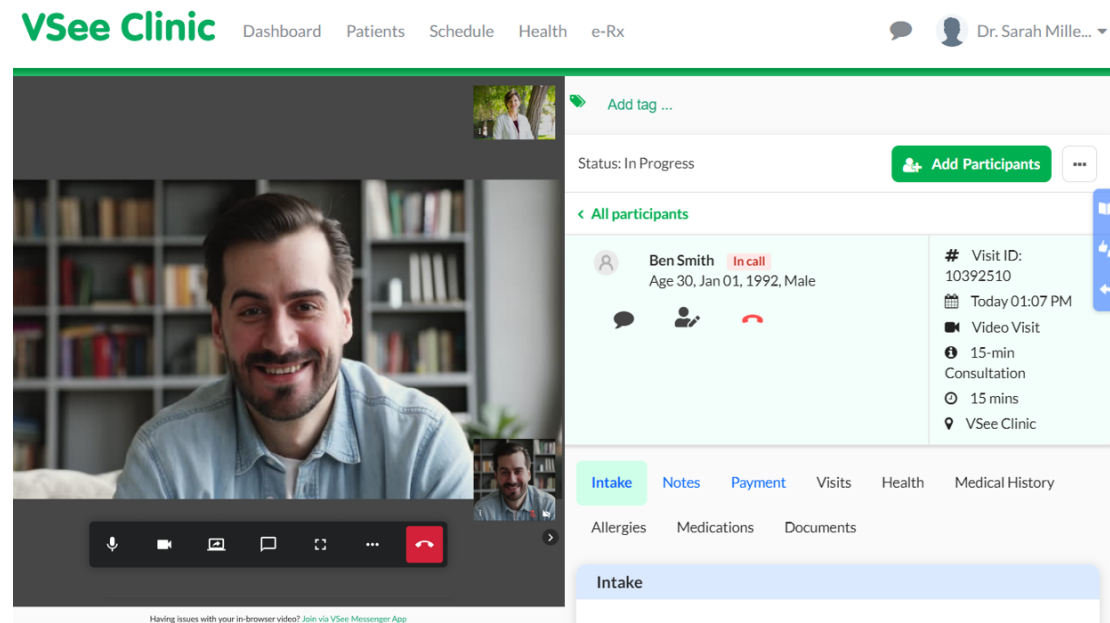 VSee Clinic Dashboard Patients Schedule Health e-Rx Dr. Sarah Mille...
Add tag ...
Status: In Progress
Add Participants
< All participants
Ben Smith In call
Age 30, Jan 01, 1992, Male
# Visit ID:
10392510
Today 01:07 PM
Video Visit
15-min
Consultation
15 mins
VSee Clinic
Intake Notes Payment Visits Health Medical History
Allergies Medications Documents
Intake
Having issues with your in-browser video? Join via VSee Messenger App